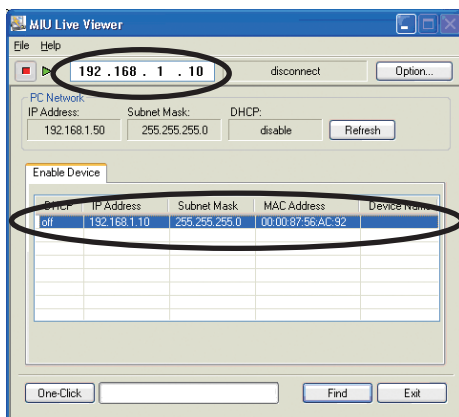 MIU Live Viewer
File Help
192 .168 . 1 . 10 disconnect Option...
PC Network
IP Address: Subnet Mask: DHCP:
192.168.1.50 255.255.255.0 disable Refresh
Enable Device
DHCP IP Address Subnet Mask MAC Address Device Name
off 192.168.1.10 255.255.255.0 00:00:87:56:AC:92
One-Click Find Exit